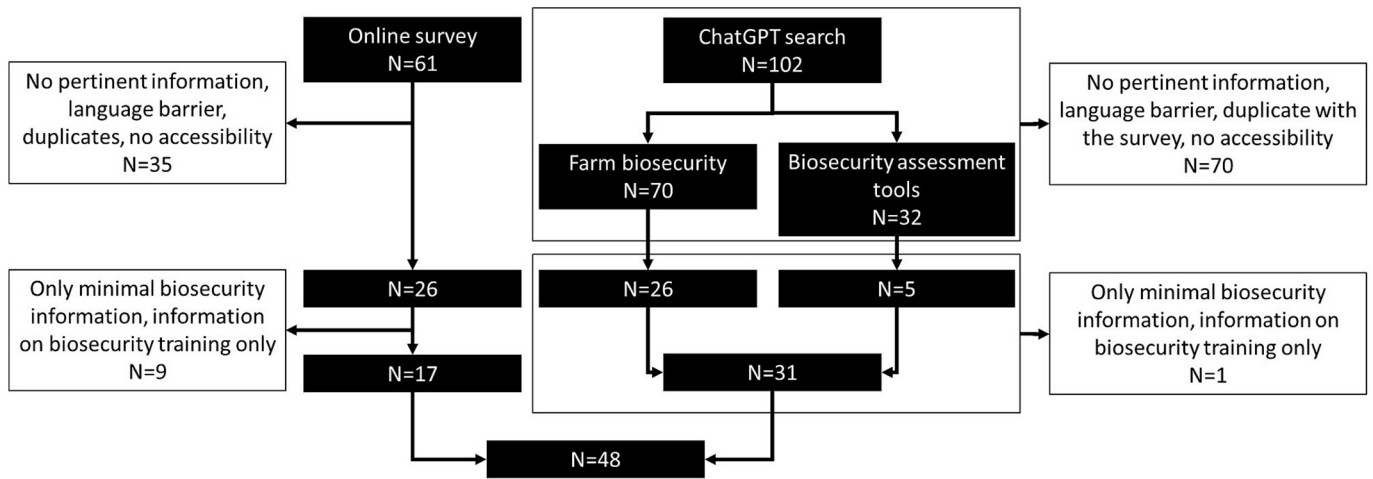 Online survey
N=61
ChatGPT search
N=102
No pertinent information,
language barrier,
duplicates, no accessibility
N=35
No pertinent information,
language barrier, duplicate with
the survey, no accessibility
N=70
Farm biosecurity
N=70
Biosecurity assessment
tools
N=32
N=26
N=26
N=5
Only minimal biosecurity
information, information
on biosecurity training only
N=9
Only minimal biosecurity
information, information on
biosecurity training only
N=1
N=17
N=31
N=48